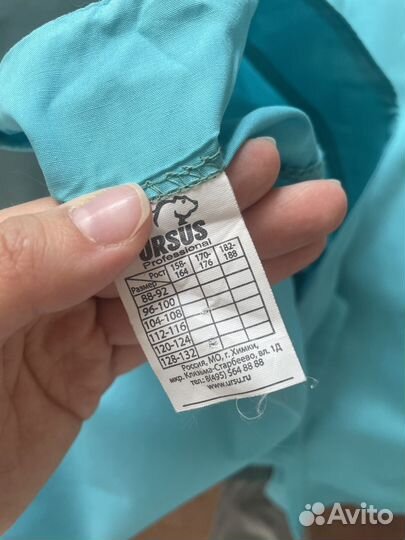 URSUS
Professional
Рост 158-164 170-176 182-188
Размер
88-92
96-100
104-108
112-116
120-124
128-132
Россия, МО, г. Химки,
мкр. Клязьма-Старбеево, вл. 1Д
тел.: 8(495) 564 88 88
www.ursu.ru
Avito